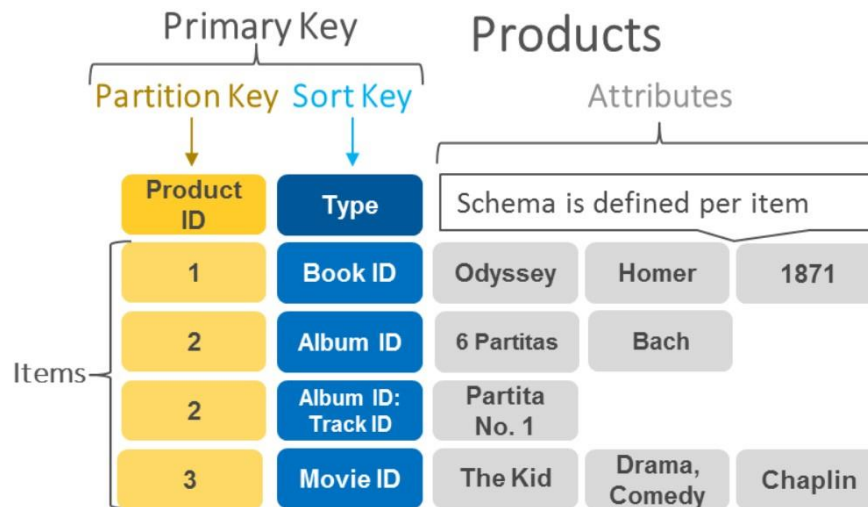 Primary Key
Products
Partition Key
Sort Key
Attributes
Product
ID
Type
Schema is defined per item
Items
1
Book ID
Odyssey
Homer
1871
2
Album ID
6 Partitas
Bach
2
Album ID:
Track ID
Partita
No. 1
3
Movie ID
The Kid
Drama,
Comedy
Chaplin